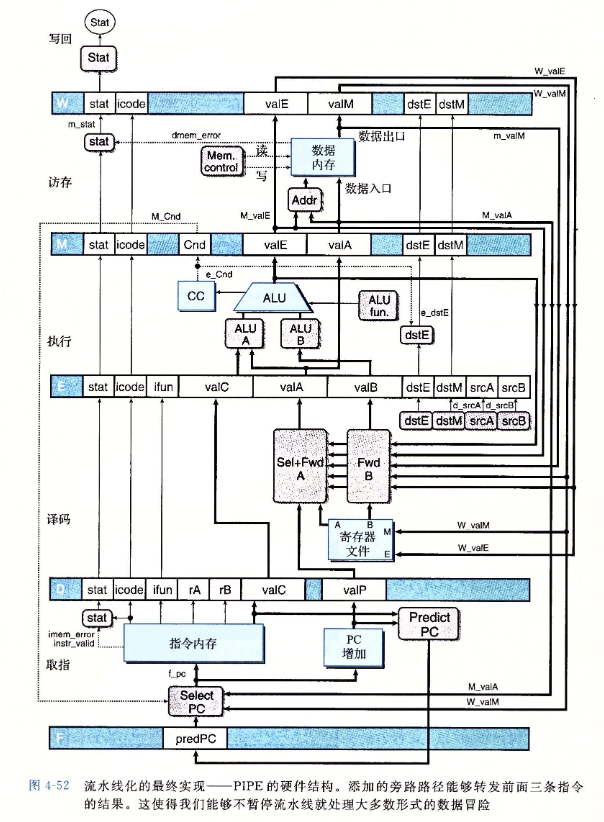 Stat
写回
Stat
W_valE
W stat icode valE valM dstE dstM
W_valM
m_stat
数据出口
m_valM
dmem_error
stat
读
数据
内存
Mem.
control
写
访存
数据入口
Addr
M_Cnd
M_valE
M_valA
M stat icode Cnd valE valA dstE dstM
e_Cnd
CC
ALU
ALU
fun.
e_dstE
执行
ALU
A
ALU
B
dstE
E stat icode ifun valC valA valB dstE dstM srcA srcB
d_srcA d_srcB
dstE dstM srcA srcB
Sel+Fwd
A
Fwd
B
译码
A B
M
W_valM
寄存器
文件
E
W_valE
D stat icode ifun rA rB valC valP
stat
Predict
PC
imem_error
instr_valid
指令内存
PC
增加
取指
f_pc
M_valA
Select
PC
W_valM
F predPC
图 4-52 流水线化的最终实现——PIPE的硬件结构。添加的旁路路径能够转发前面三条指令
的结果。这使得我们能够不暂停流水线就处理大多数形式的数据冒险